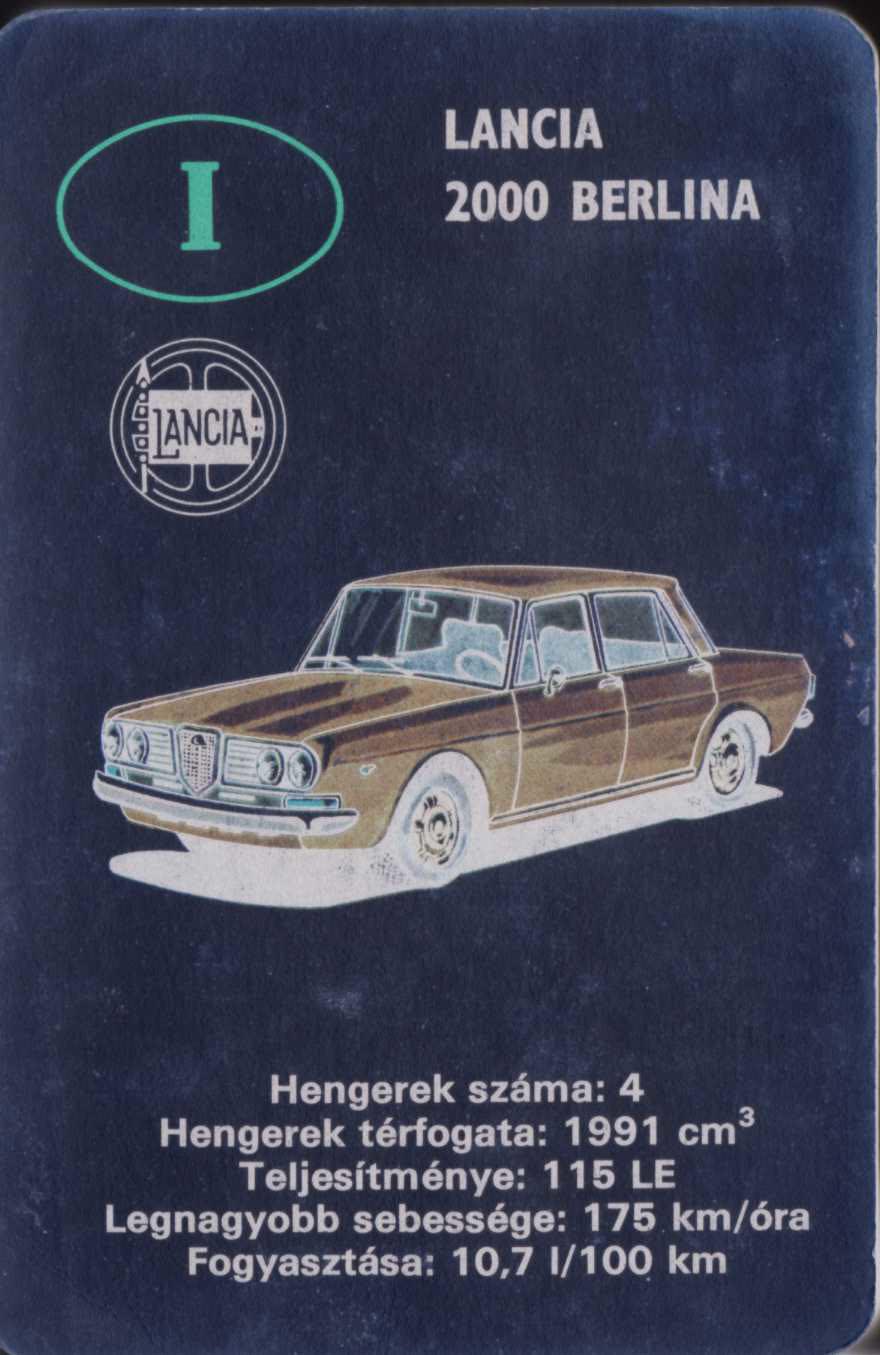 I
LANCIA
2000 BERLINA
LANCIA
Hengerek száma: 4
Hengerek térfogata: 1991 cm³
Teljesítménye: 115 LE
Legnagyobb sebessége: 175 km/óra
Fogyasztása: 10,7 l/100 km